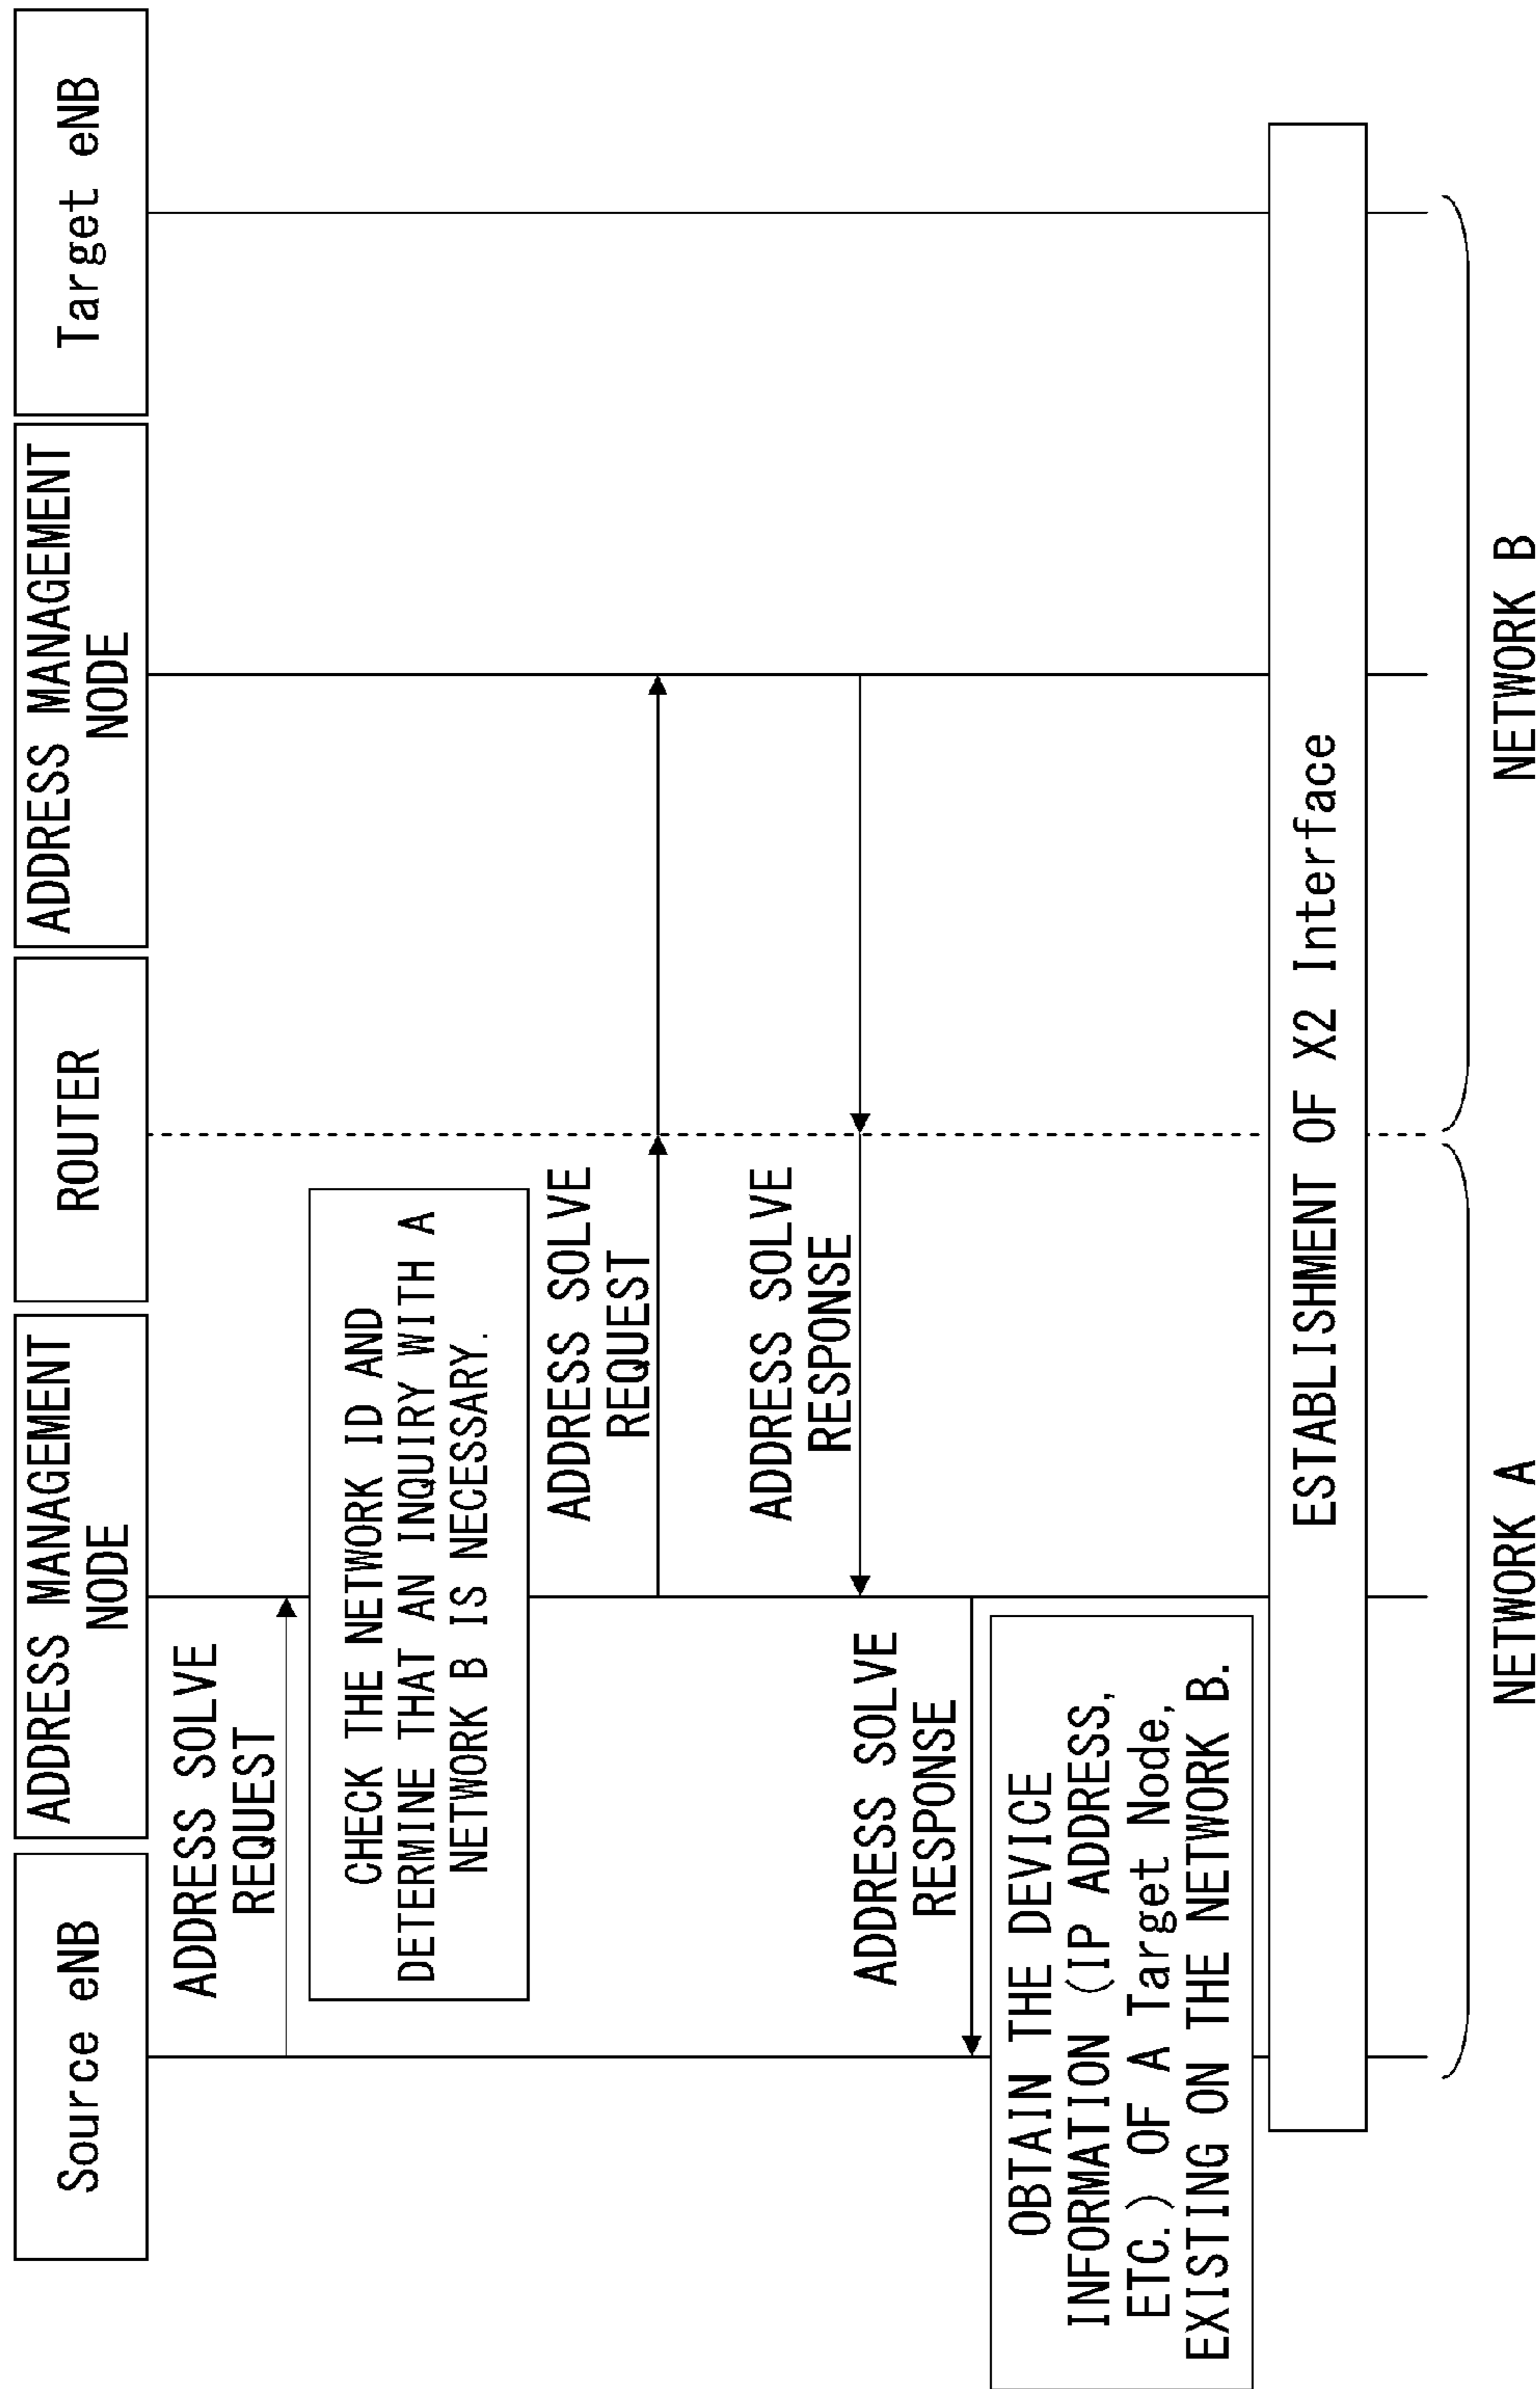 Source eNB
ADDRESS MANAGEMENT
NODE
ROUTER
ADDRESS MANAGEMENT
NODE
Target eNB
ADDRESS SOLVE
REQUEST
CHECK THE NETWORK ID AND
DETERMINE THAT AN INQUIRY WITH A
NETWORK B IS NECESSARY.
ADDRESS SOLVE
REQUEST
ADDRESS SOLVE
RESPONSE
ADDRESS SOLVE
RESPONSE
OBTAIN THE DEVICE
INFORMATION (IP ADDRESS,
ETC.) OF A Target Node,
EXISTING ON THE NETWORK B.
ESTABLISHMENT OF X2 Interface
NETWORK A
NETWORK B